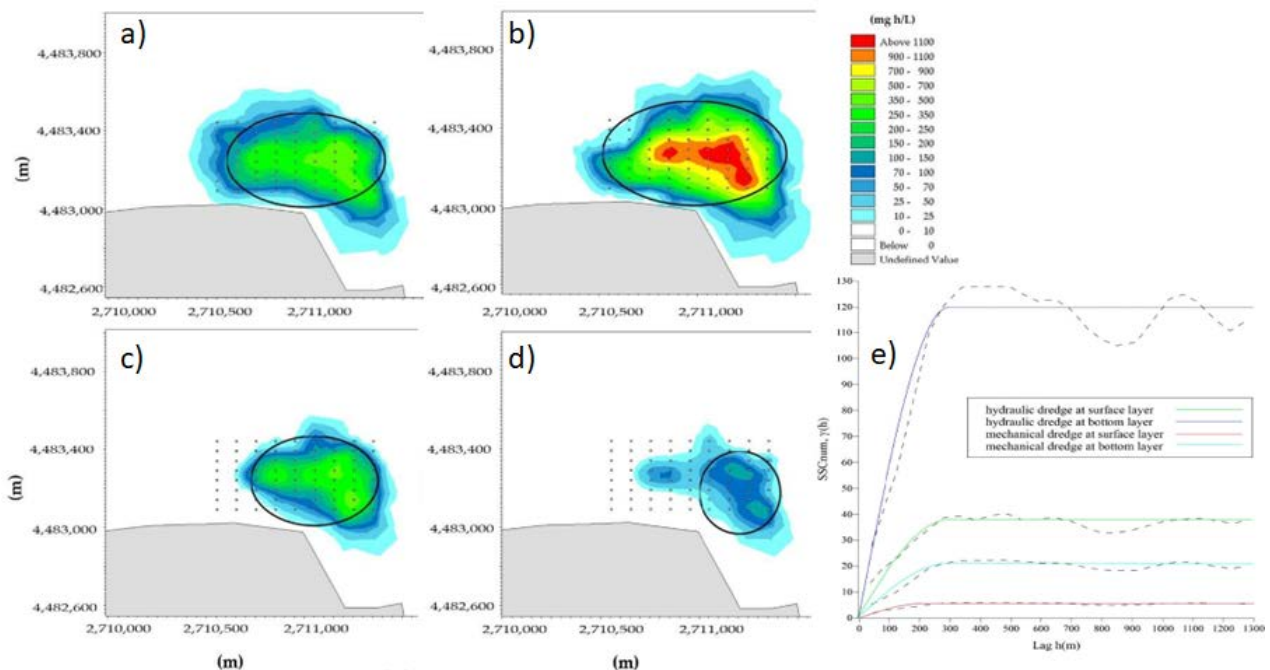 a)
4,483,800
4,483,400
(m)
4,483,000
4,482,600
2,710,000
2,710,500
2,711,000
b)
4,483,800
4,483,400
4,483,000
4,482,600
2,710,000
2,710,500
2,711,000
(mg h/L)
Above 1100
900 - 1100
700 - 900
500 - 700
350 - 500
250 - 350
200 - 250
150 - 200
100 - 150
70 - 100
50 - 70
25 - 50
10 - 25
0 - 10
Below 0
Undefined Value
c)
4,483,800
4,483,400
(m)
4,483,000
4,482,600
2,710,000
2,710,500
2,711,000
(m)
d)
4,483,800
4,483,400
4,483,000
4,482,600
2,710,000
2,710,500
2,711,000
(m)
e)
130
120
110
100
90
80
70
60
50
40
30
20
10
0
SSCnum, γ(h)
hydraulic dredge at surface layer
hydraulic dredge at bottom layer
mechanical dredge at surface layer
mechanical dredge at bottom layer
0 100 200 300 400 500 600 700 800 900 1000 1100 1200 1300
Lag h(m)